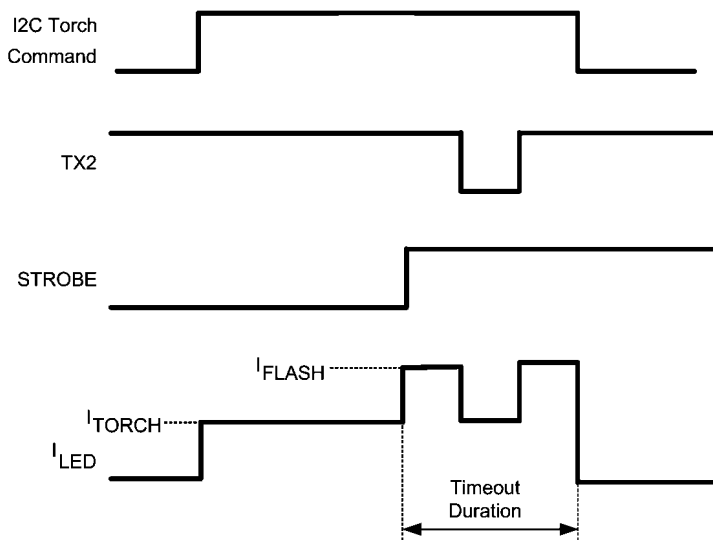 I2C Torch
Command
TX2
STROBE
IFLASH
ITORCH
ILED
Timeout
Duration